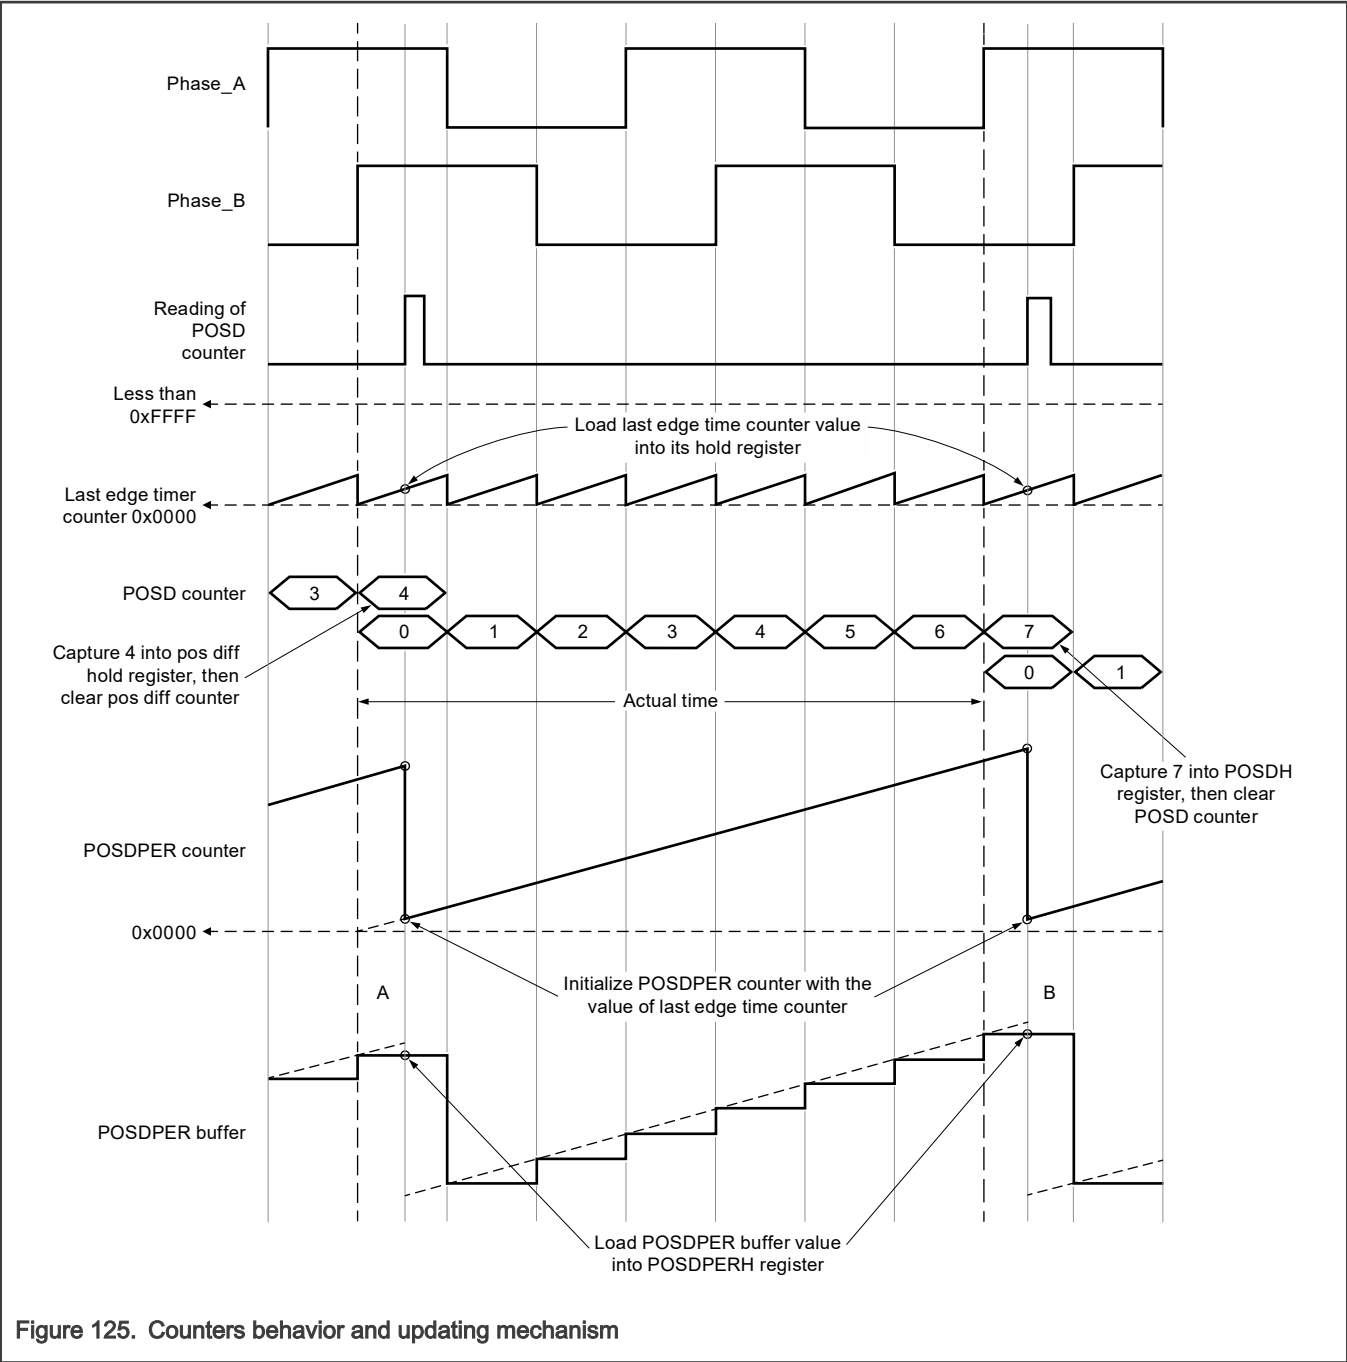 Phase_A
Phase_B
Reading of
POSD
counter
Less than
0xFFFF
Load last edge time counter value
into its hold register
Last edge timer
counter 0x0000
POSD counter
3
4
0
1
2
3
4
5
6
7
0
1
Capture 4 into pos diff
hold register, then
clear pos diff counter
Actual time
Capture 7 into POSDH
register, then clear
POSD counter
POSDPER counter
0x0000
Initialize POSDPER counter with the
value of last edge time counter
A
B
POSDPER buffer
Load POSDPER buffer value
into POSDPERH register
Figure 125. Counters behavior and updating mechanism